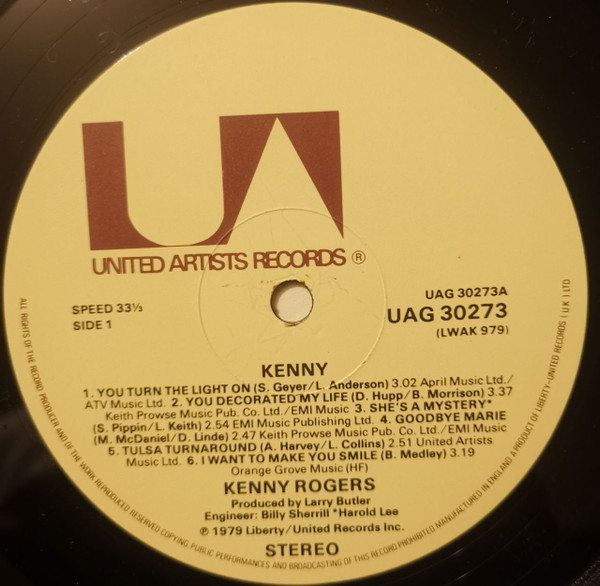 UNITED ARTISTS RECORDS ®
SPEED 33⅓
SIDE 1
UAG 30273A
UAG 30273
(LWAK 979)
KENNY
1. YOU TURN THE LIGHT ON (S. Geyer/L. Anderson) 3.02 April Music Ltd./
ATV Music Ltd. 2. YOU DECORATED MY LIFE (D. Hupp/B. Morrison) 3.37
Keith Prowse Music Pub. Co. Ltd./EMI Music 3. SHE'S A MYSTERY*
(S. Pippin/L. Keith) 2.54 EMI Music Publishing Ltd. 4. GOODBYE MARIE
(M. McDaniel/D. Linde) 2.47 Keith Prowse Music Pub. Co. Ltd./EMI Music
5. TULSA TURNAROUND (A. Harvey/L. Collins) 2.51 United Artists
Music Ltd. 6. I WANT TO MAKE YOU SMILE (B. Medley) 3.19
Orange Grove Music (HF)
KENNY ROGERS
Produced by Larry Butler
Engineer: Billy Sherrill *Harold Lee
℗ 1979 Liberty/United Records Inc.
STEREO
ALL RIGHTS OF THE RECORD PRODUCER AND OF THE WORK REPRODUCED RESERVED COPYING, PUBLIC PERFORMANCES AND BROADCASTING OF THIS RECORD PROHIBITED MANUFACTURED IN ENGLAND A PRODUCT OF LIBERTY-UNITED RECORDS (UK) LTD